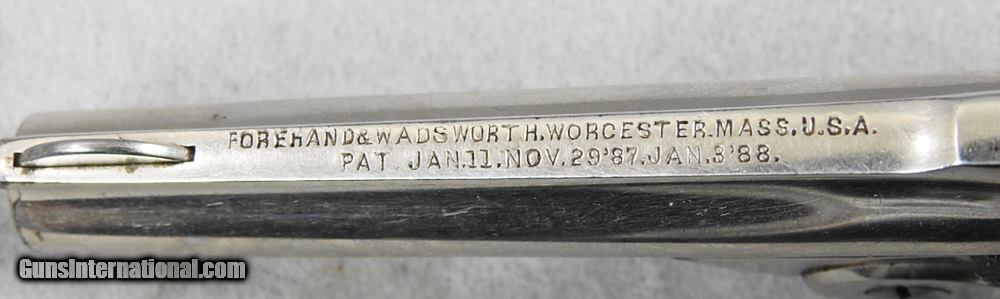 FOREHAND & WADSWORTH. WORCESTER. MASS. U.S.A.
PAT. JAN. 11. NOV. 29 '87. JAN. 3 '88.
GunsInternational.com